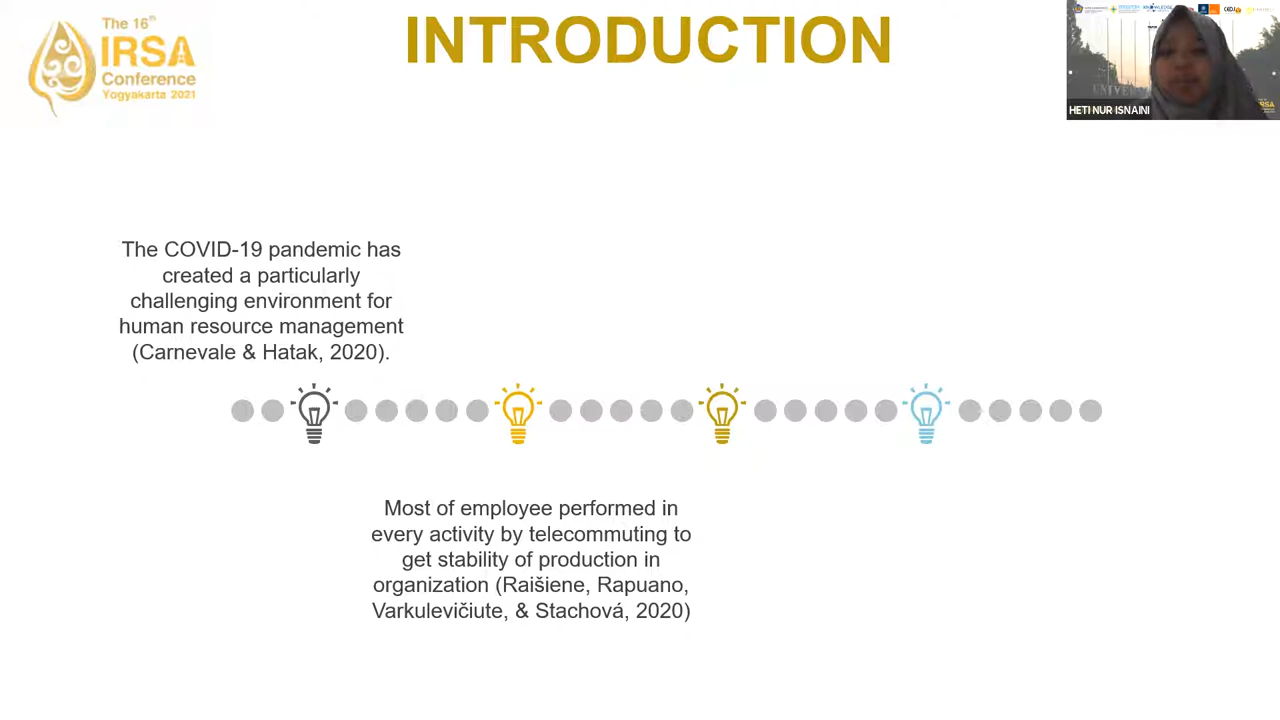 The 16th
IRSA
Conference
Yogyakarta 2021
INTRODUCTION
UNIVE
IRSA
HETI NUR ISNAINI
The COVID-19 pandemic has
created a particularly
challenging environment for
human resource management
(Carnevale & Hatak, 2020).
Most of employee performed in
every activity by telecommuting to
get stability of production in
organization (Raišiene, Rapuano,
Varkulevičiute, & Stachová, 2020)